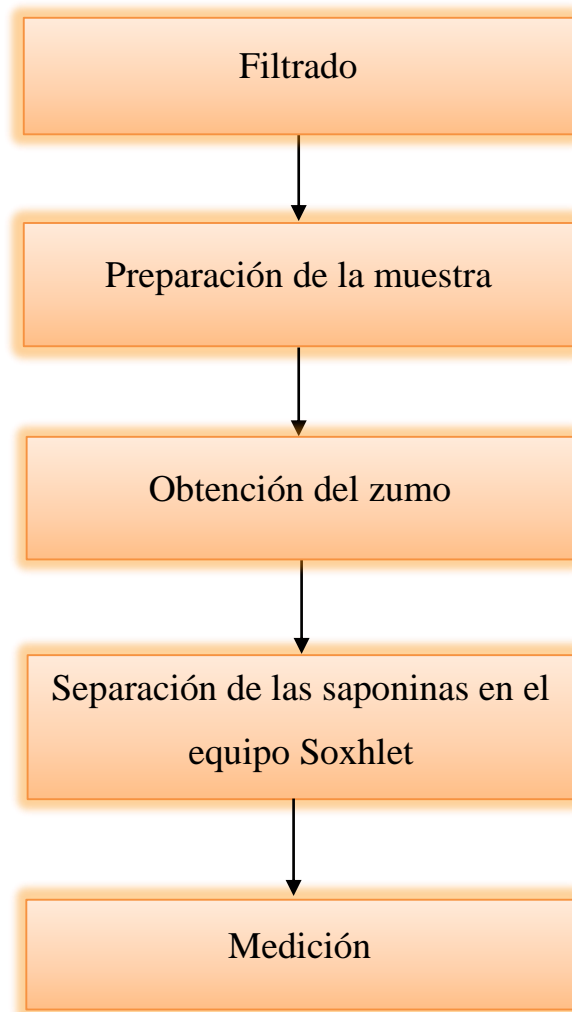 Filtrado
Preparación de la muestra
Obtención del zumo
Separación de las saponinas en el
equipo Soxhlet
Medición